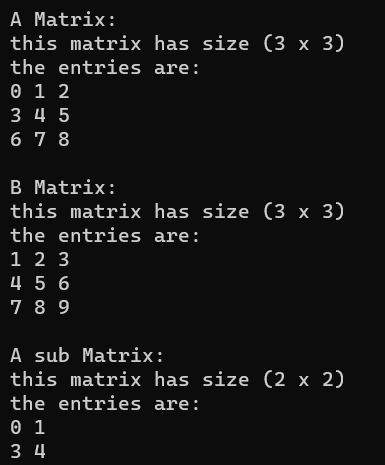 A Matrix:
this matrix has size (3 x 3)
the entries are:
0 1 2
3 4 5
6 7 8
B Matrix:
this matrix has size (3 x 3)
the entries are:
1 2 3
4 5 6
7 8 9
A sub Matrix:
this matrix has size (2 x 2)
the entries are:
0 1
3 4